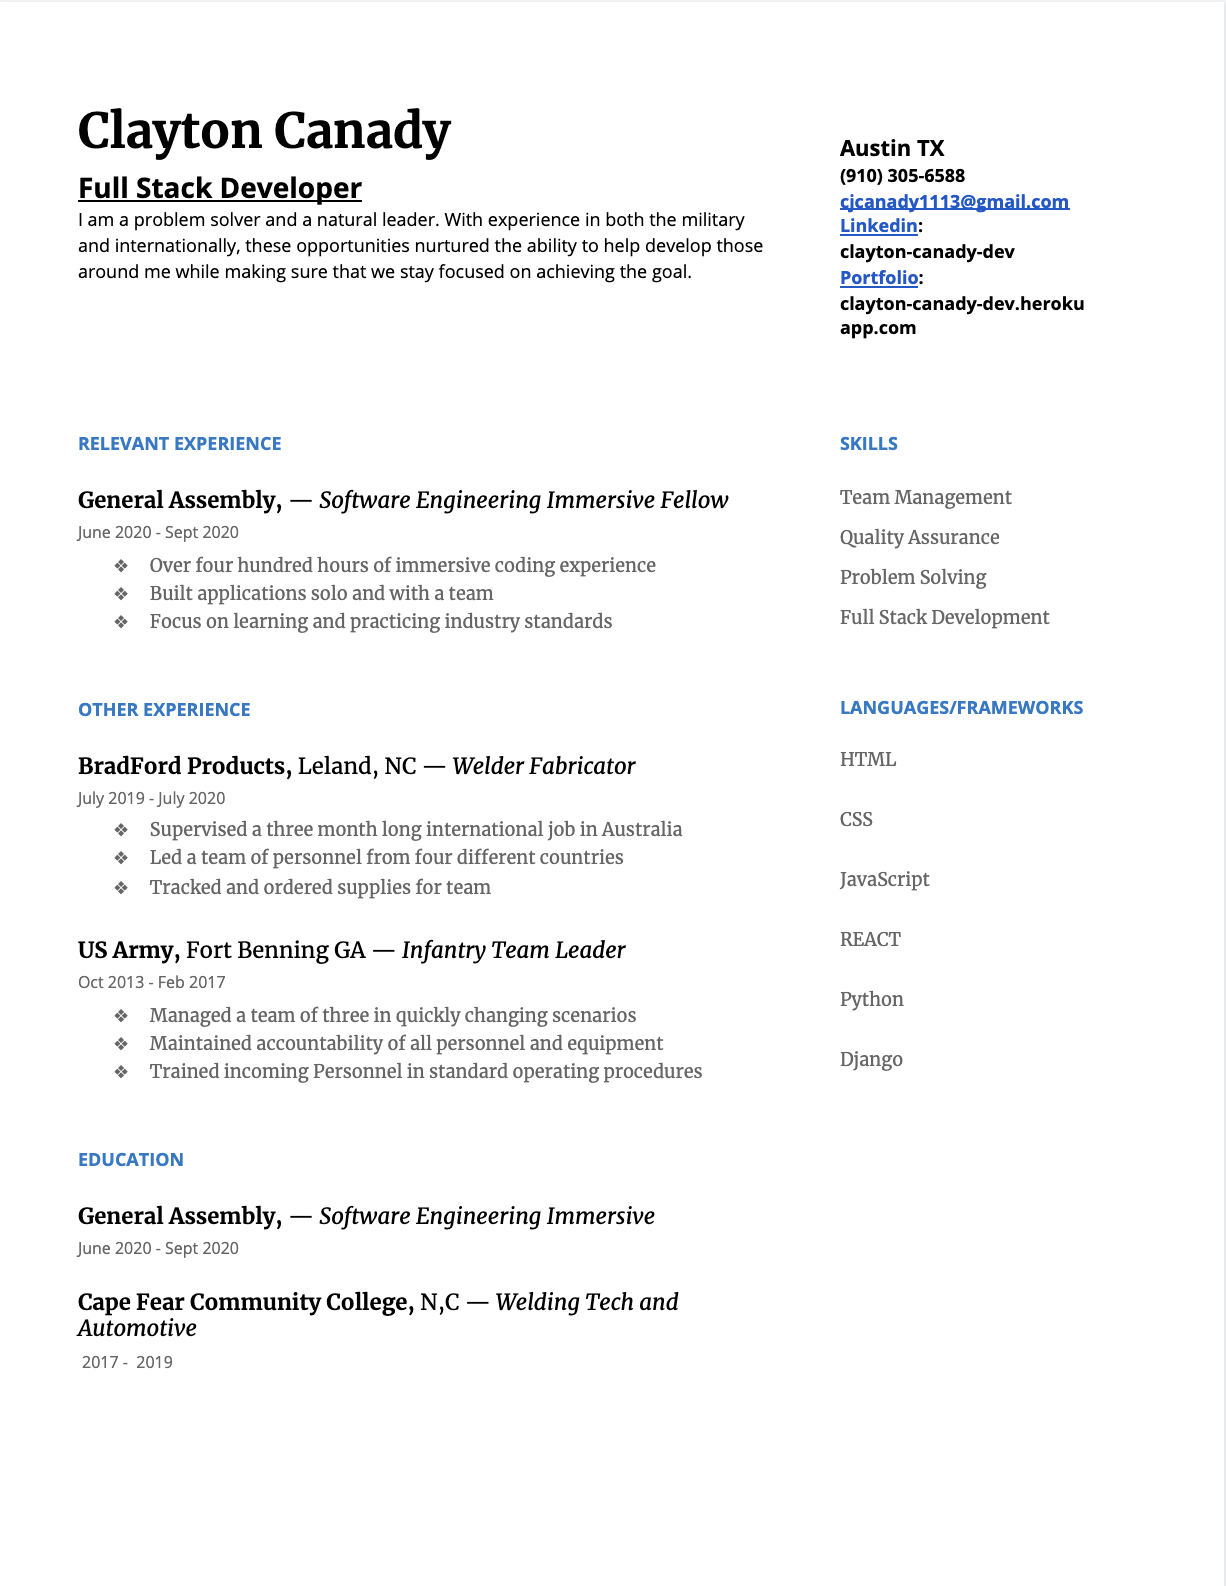 Clayton Canady
Full Stack Developer
I am a problem solver and a natural leader. With experience in both the military
and internationally, these opportunities nurtured the ability to help develop those
around me while making sure that we stay focused on achieving the goal.
Austin TX
(910) 305-6588
cjcanady1113@gmail.com
Linkedin:
clayton-canady-dev
Portfolio:
clayton-canady-dev.heroku
app.com
RELEVANT EXPERIENCE
General Assembly, — Software Engineering Immersive Fellow
June 2020 - Sept 2020
❖ Over four hundred hours of immersive coding experience
❖ Built applications solo and with a team
❖ Focus on learning and practicing industry standards
OTHER EXPERIENCE
BradFord Products, Leland, NC — Welder Fabricator
July 2019 - July 2020
❖ Supervised a three month long international job in Australia
❖ Led a team of personnel from four different countries
❖ Tracked and ordered supplies for team
US Army, Fort Benning GA — Infantry Team Leader
Oct 2013 - Feb 2017
❖ Managed a team of three in quickly changing scenarios
❖ Maintained accountability of all personnel and equipment
❖ Trained incoming Personnel in standard operating procedures
EDUCATION
General Assembly, — Software Engineering Immersive
June 2020 - Sept 2020
Cape Fear Community College, N,C — Welding Tech and
Automotive
2017 - 2019
SKILLS
Team Management
Quality Assurance
Problem Solving
Full Stack Development
LANGUAGES/FRAMEWORKS
HTML
CSS
JavaScript
REACT
Python
Django